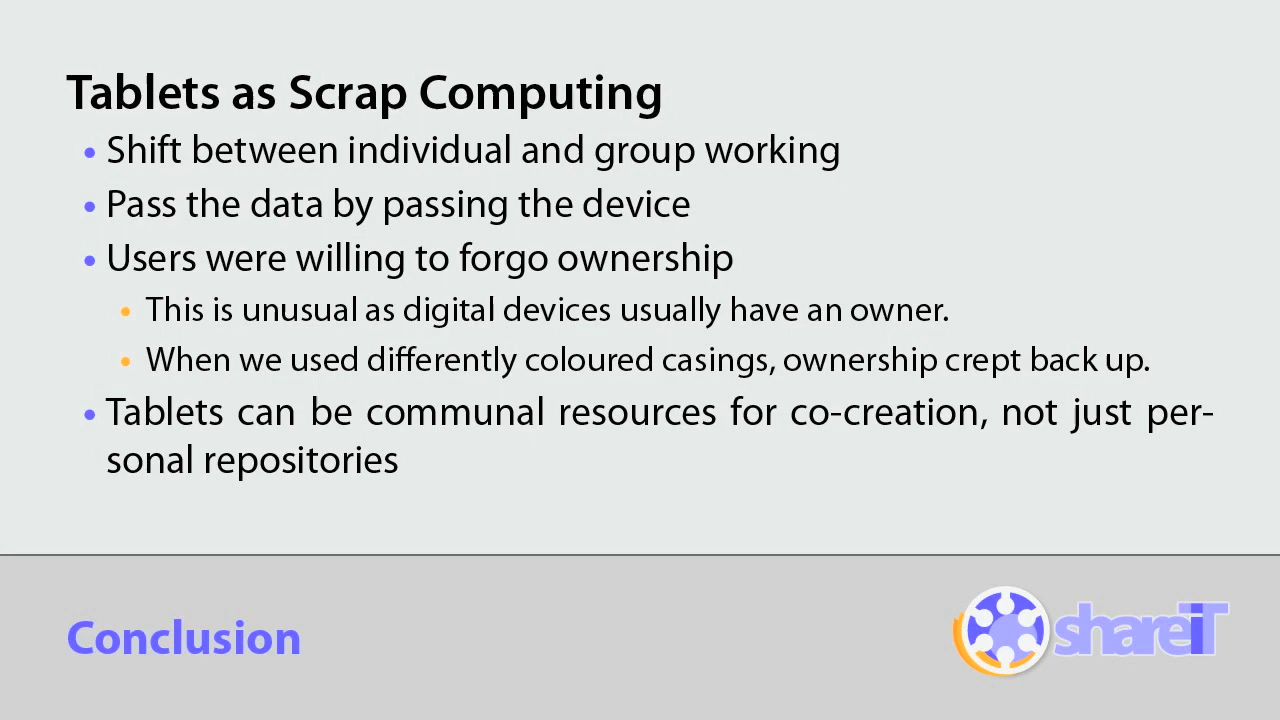 Tablets as Scrap Computing
• Shift between individual and group working
• Pass the data by passing the device
• Users were willing to forgo ownership
• This is unusual as digital devices usually have an owner.
• When we used differently coloured casings, ownership crept back up.
• Tablets can be communal resources for co-creation, not just per-
sonal repositories
Conclusion
shareiT